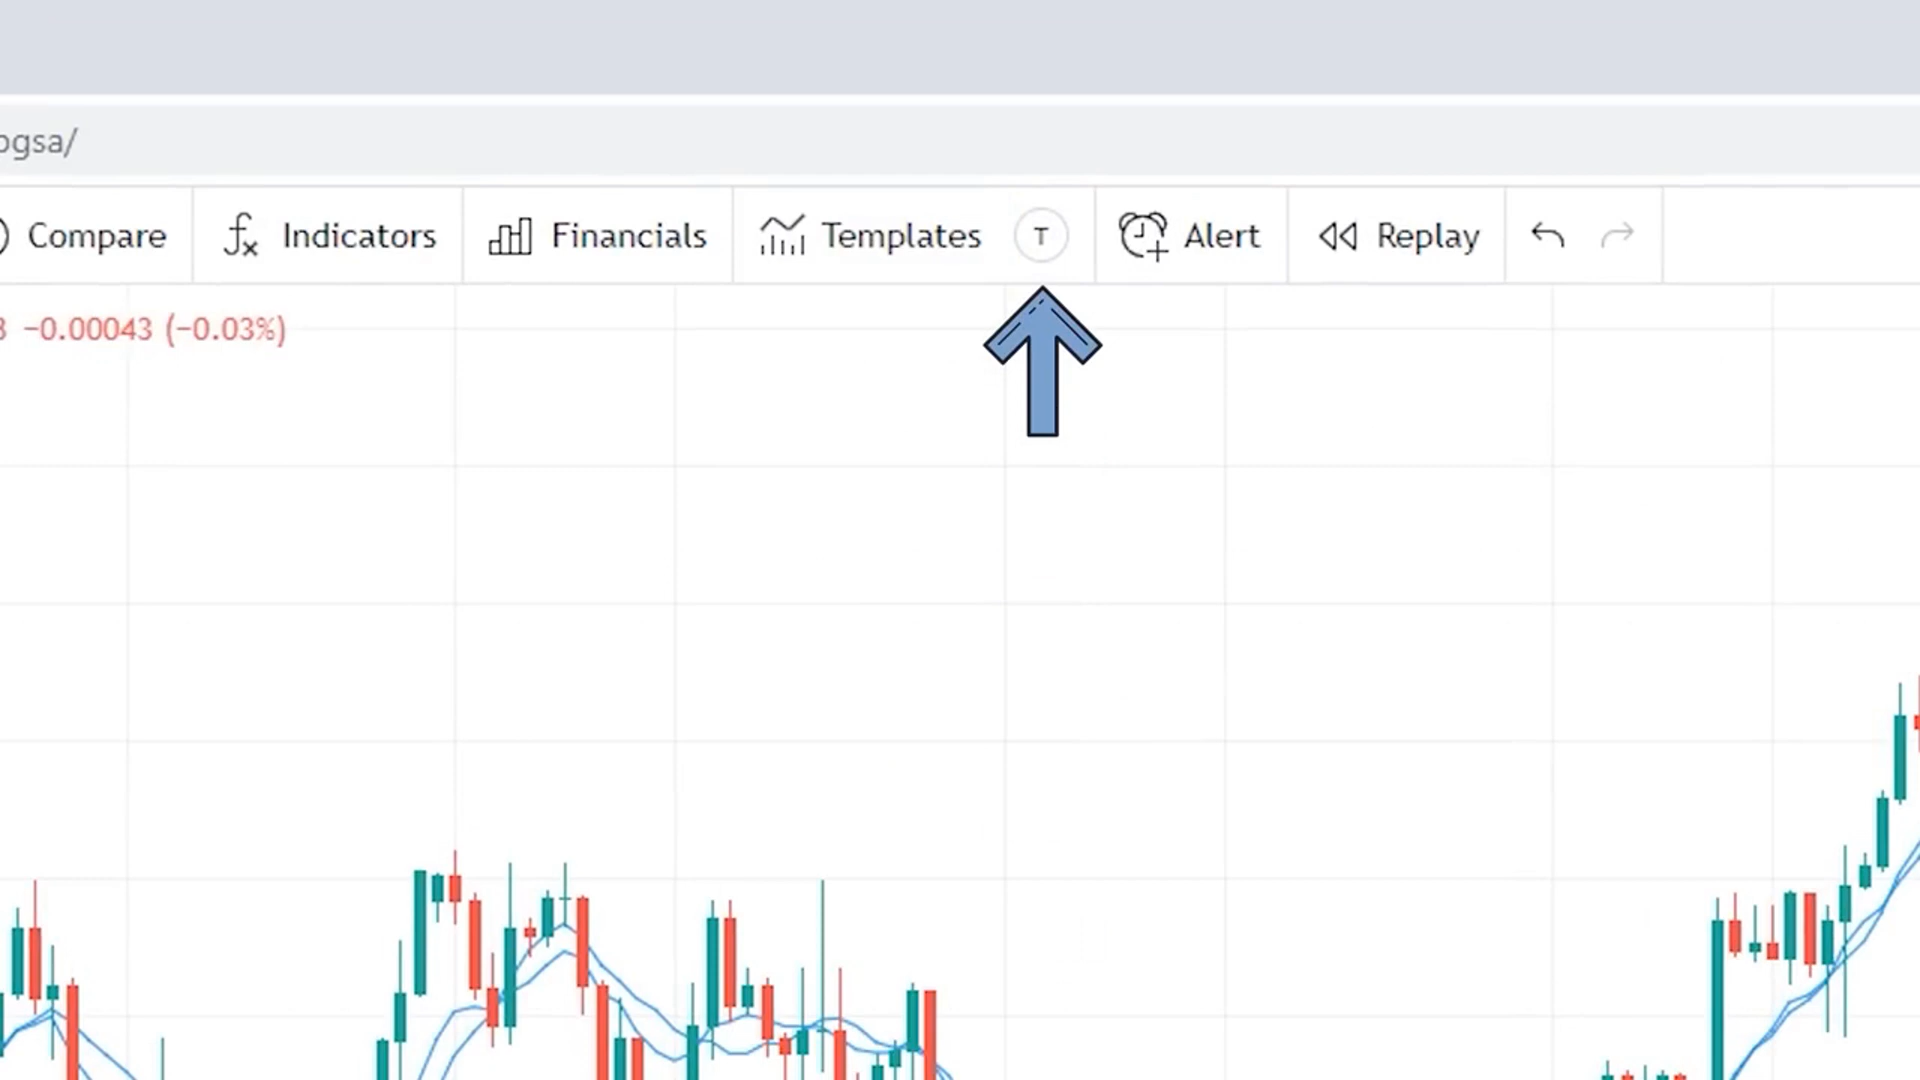 ogsa/
Compare Indicators Financials Templates T Alert Replay
−0.00043 (−0.03%)